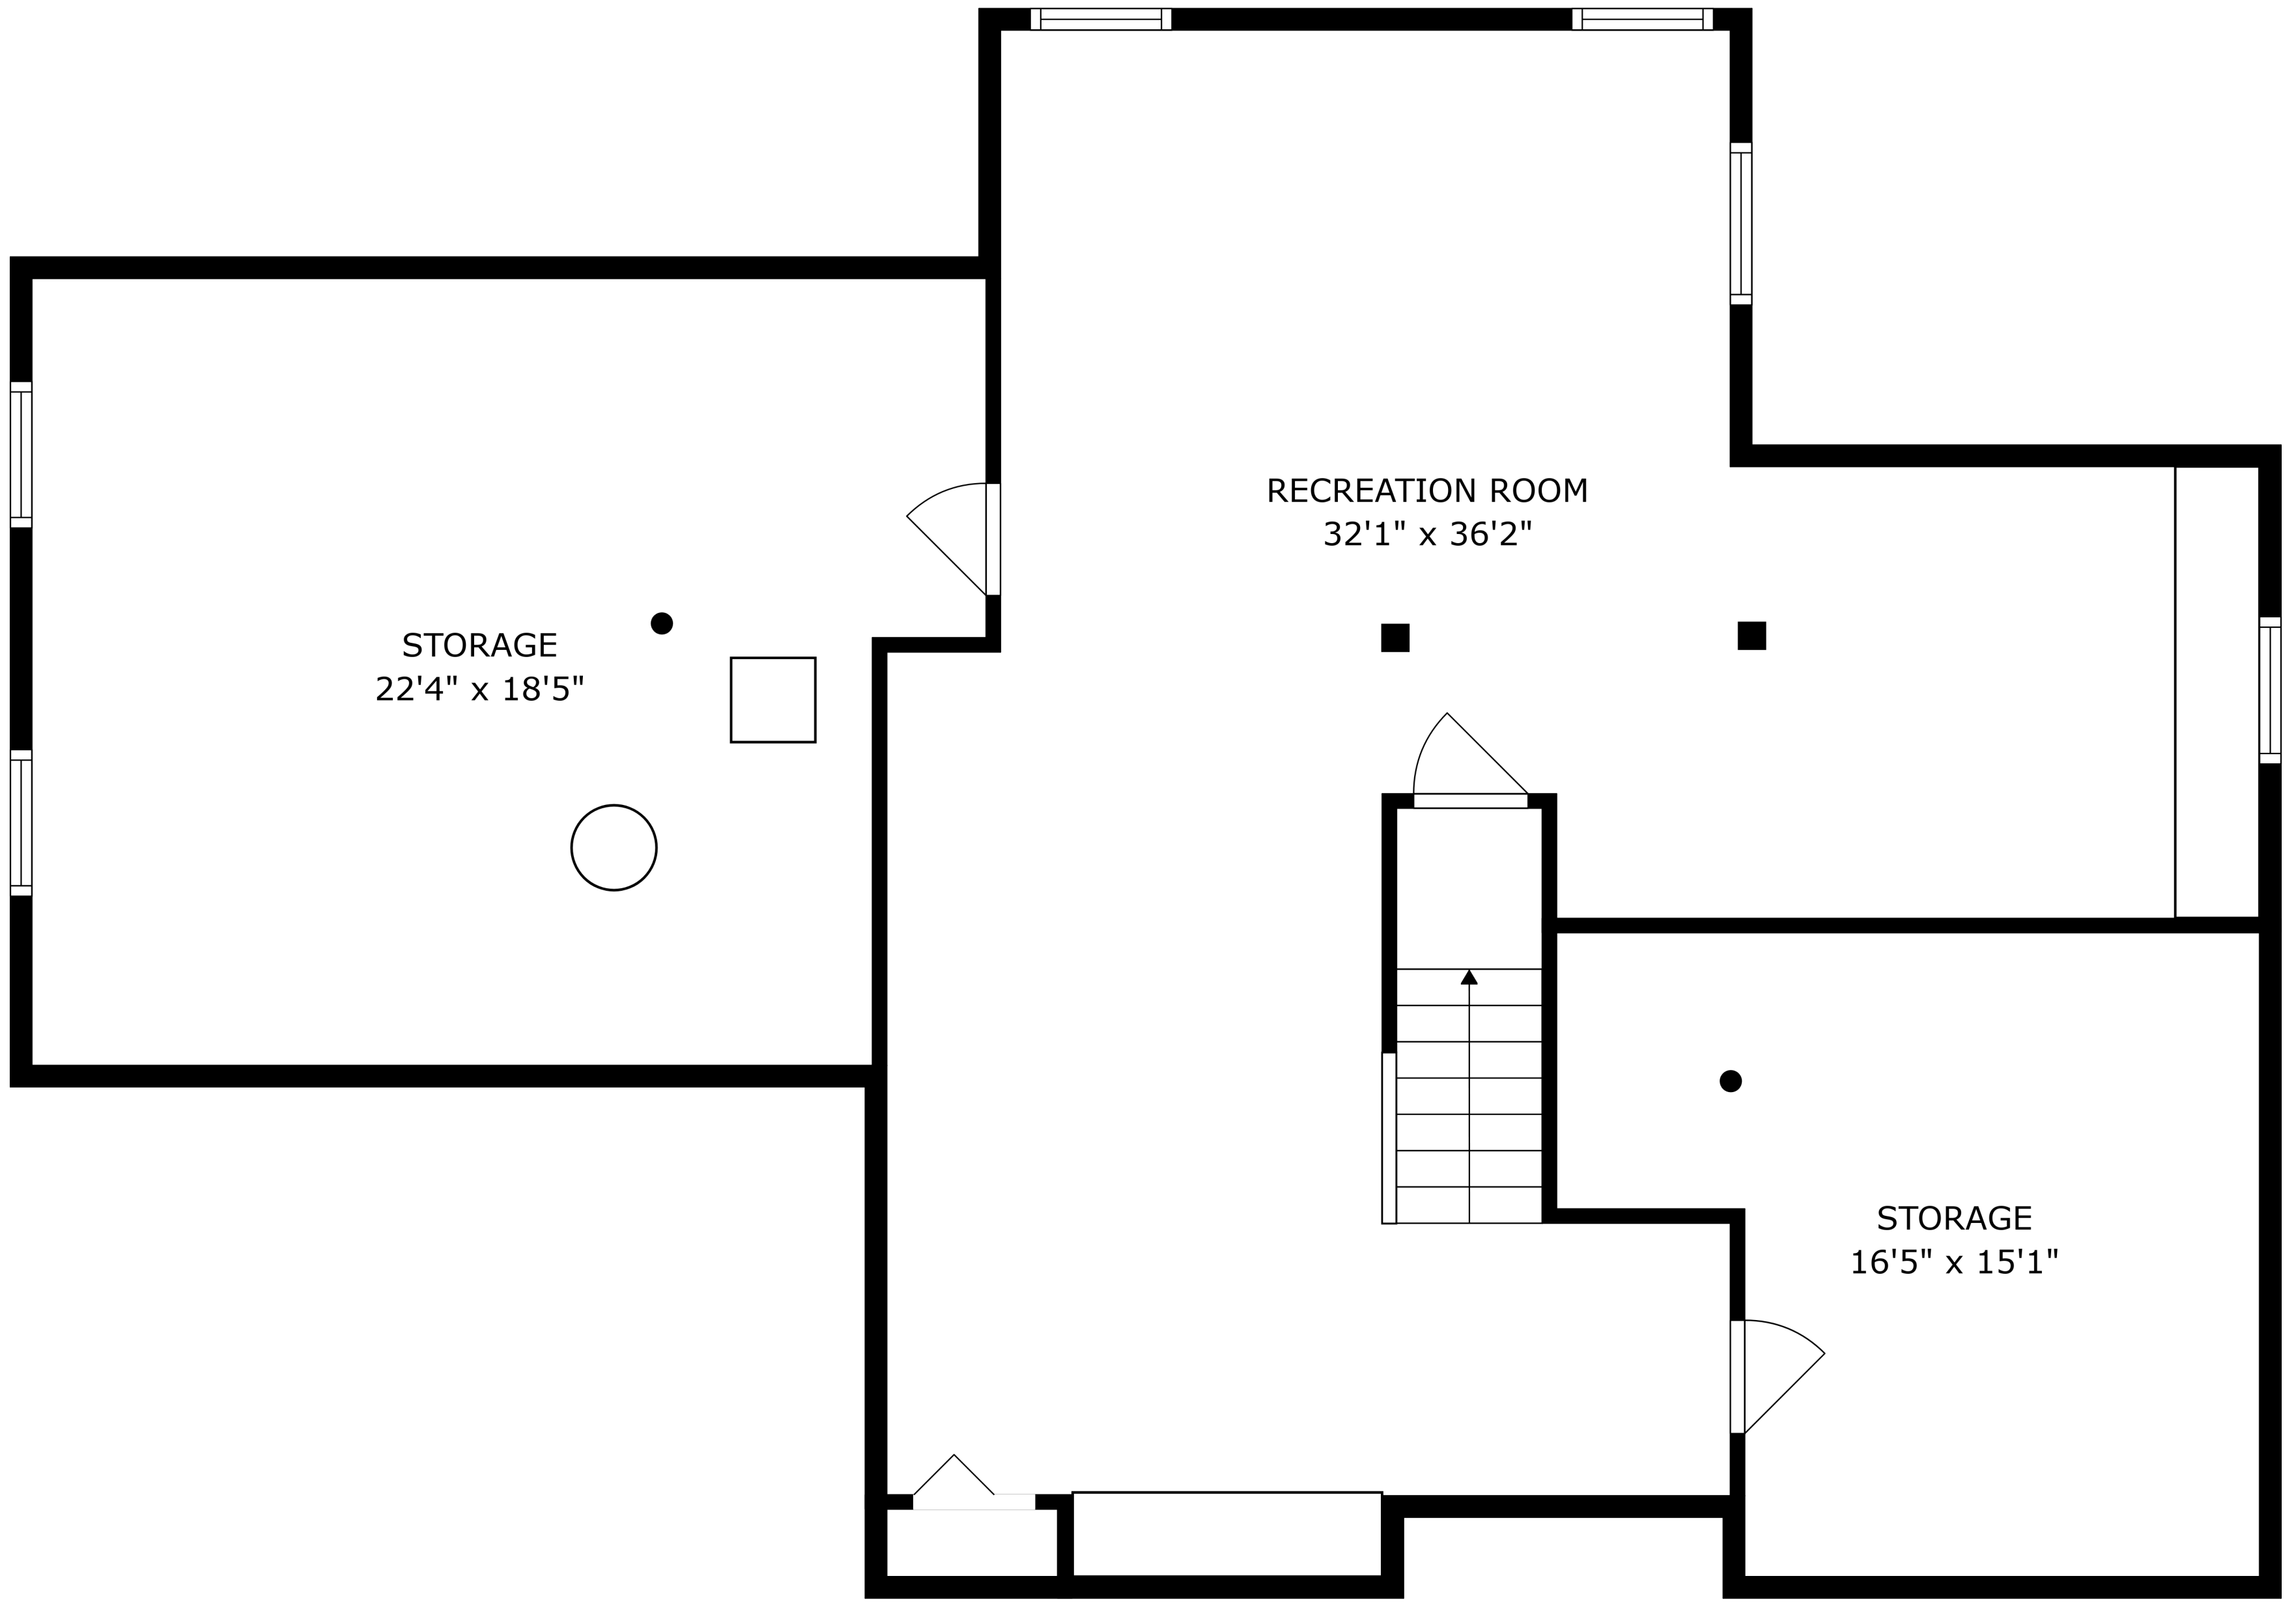 RECREATION ROOM
32'1" x 36'2"
STORAGE
22'4" x 18'5"
STORAGE
16'5" x 15'1"